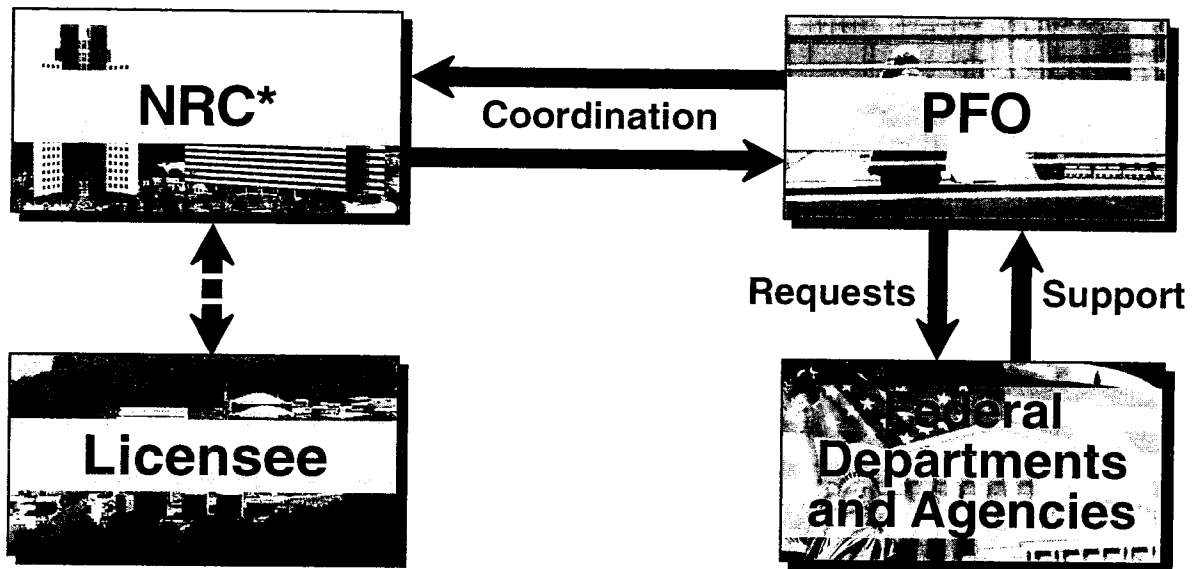 NRC*
Coordination
PFO
Requests
Support
Licensee
Federal
Departments
and Agencies